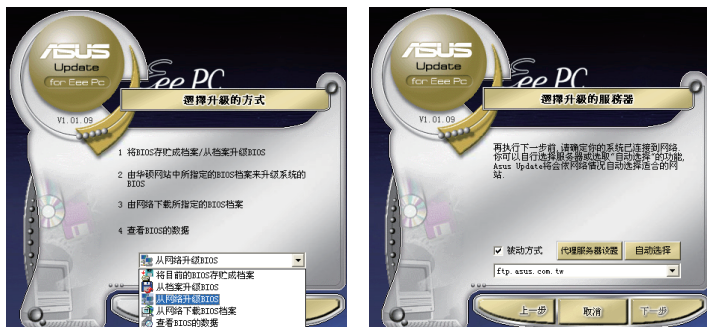 ASUS
Update
for Eee Pc
Eee PC
V1.01.09
選擇升級的方式
1 将BIOS存贮成档案/从档案升级BIOS
2 由华硕网站中所指定的BIOS档案来升级系统的
BIOS
3 由网络下载所指定的BIOS档案
4 查看BIOS的数据
从网络升级BIOS
将目前的BIOS存贮成档案
从档案升级BIOS
从网络升级BIOS
从网络下载BIOS档案
查看BIOS的数据
ASUS
Update
for Eee Pc
Eee PC
V1.01.09
選擇升級的服務器
再执行下一步前,请确定你的系统已连接到网络.
你可以自行选择服务器或选取"自动选择"的功能,
Asus Update将会依网络情况自动选择适合的网
站.
被动方式
代理服务器设置
自动选择
ftp.asus.com.tw
上一步
取消
下一步